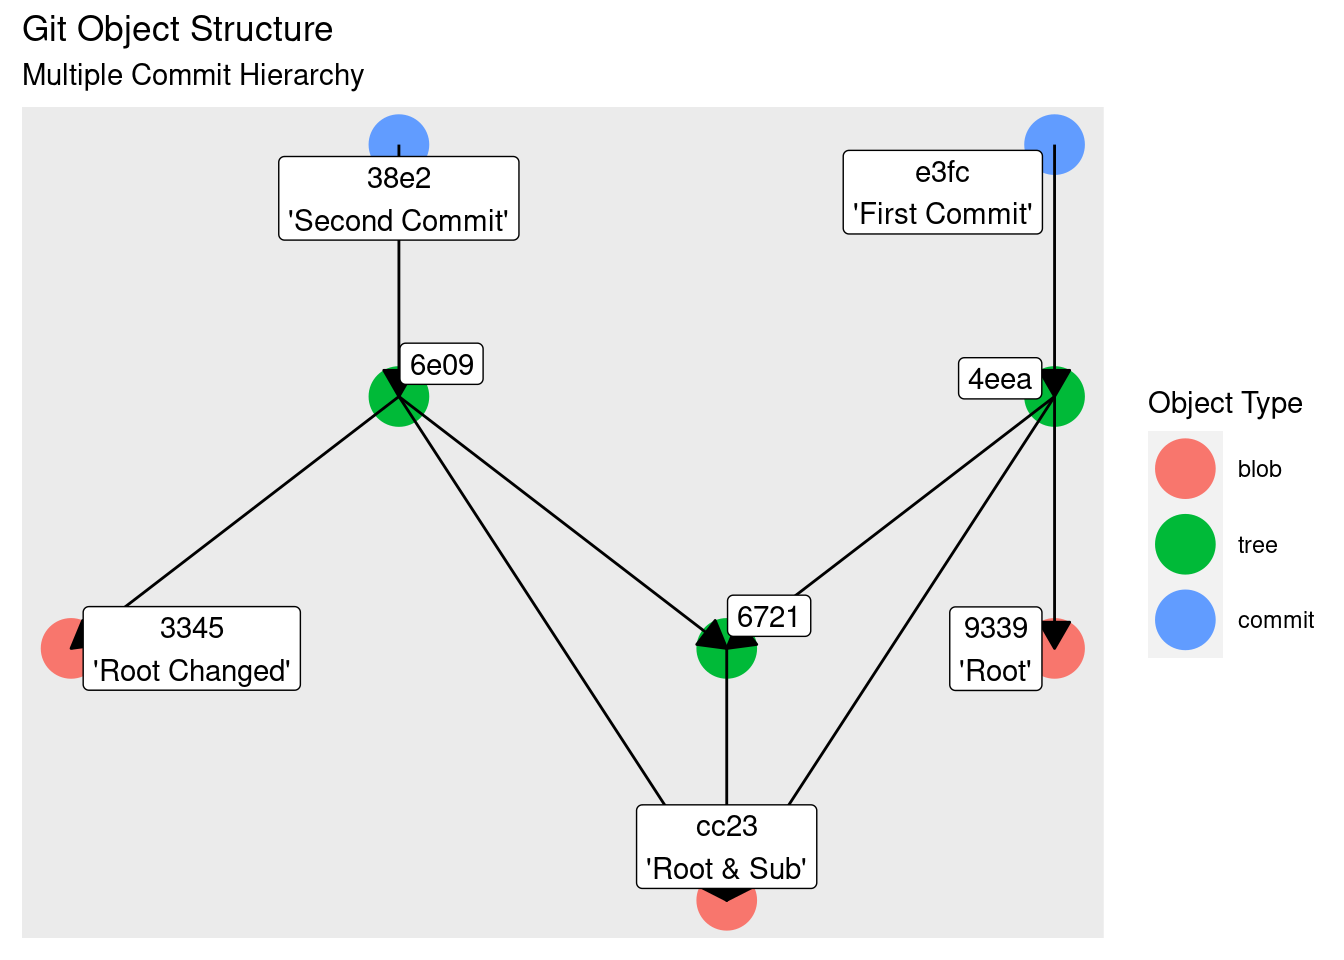 Git Object Structure
Multiple Commit Hierarchy
38e2
'Second Commit'
e3fc
'First Commit'
6e09
4eea
3345
'Root Changed'
6721
9339
'Root'
cc23
'Root & Sub'
Object Type
blob
tree
commit